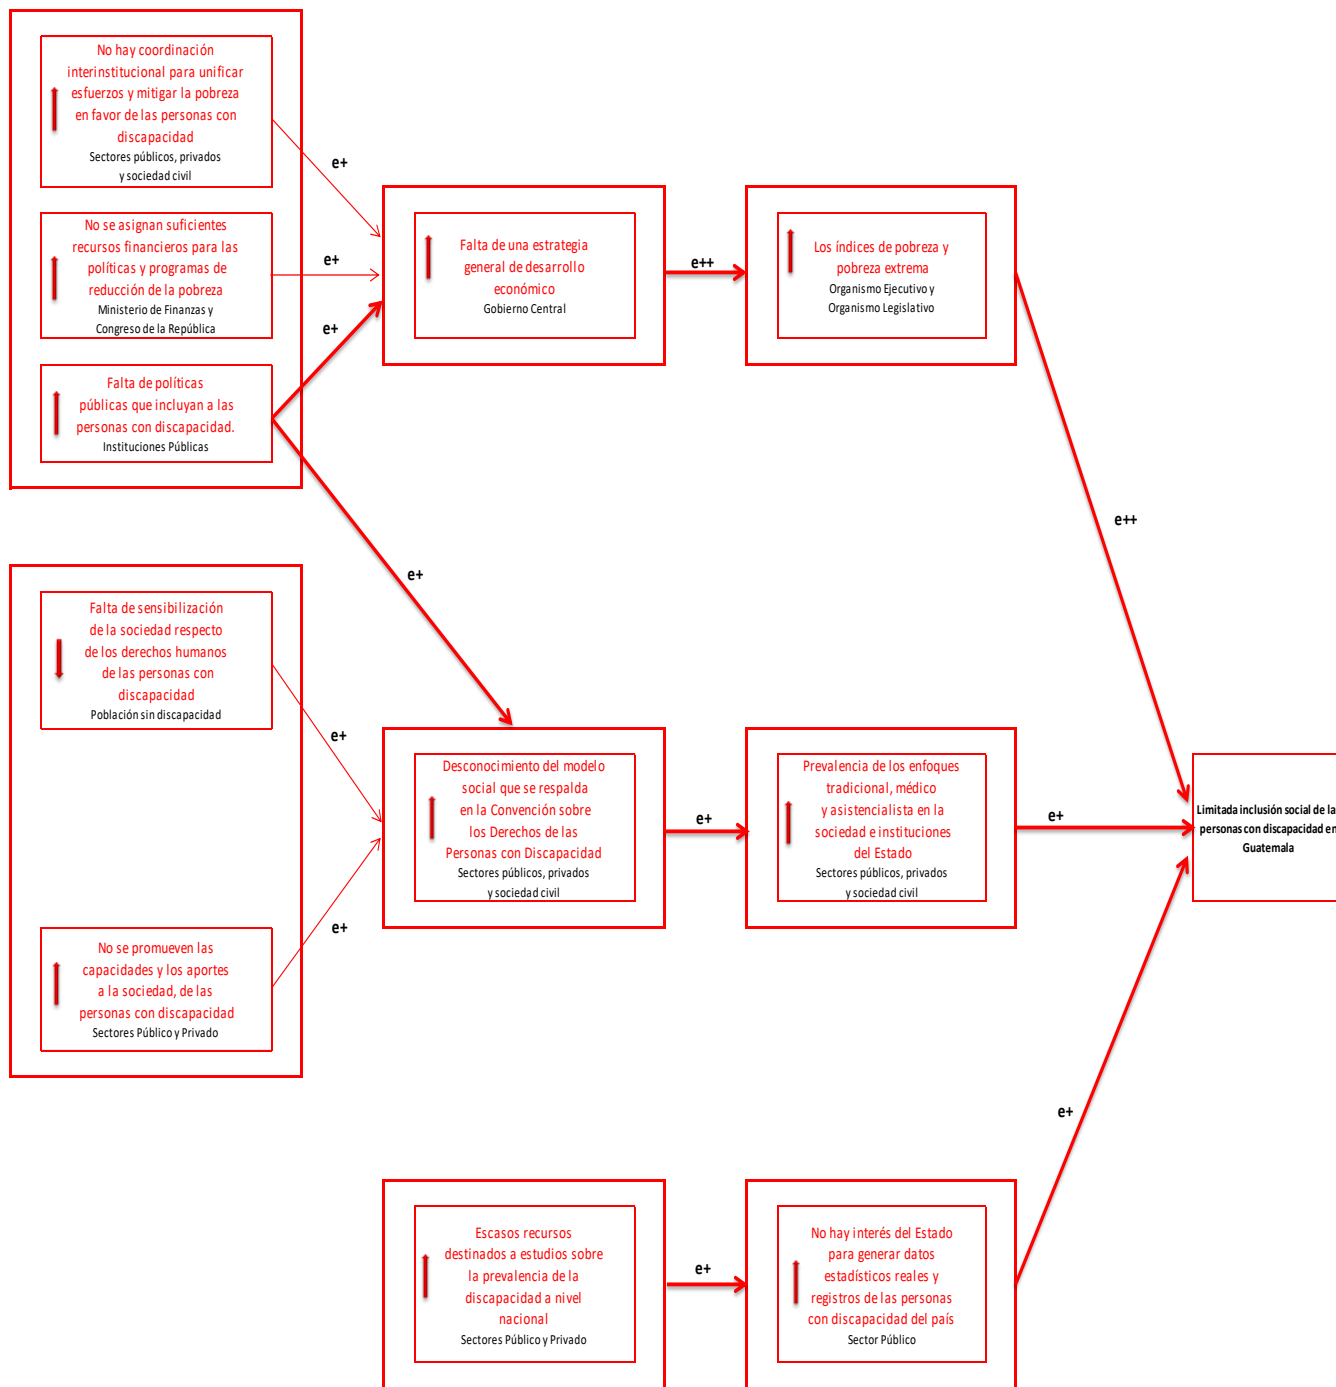 No hay coordinación
interinstitucional para unificar
esfuerzos y mitigar la pobreza
en favor de las personas con
discapacidad
Sectores públicos, privados
y sociedad civil
e+
No se asignan suficientes
recursos financieros para las
políticas y programas de
reducción de la pobreza
Ministerio de Finanzas y
Congreso de la República
e+
Falta de políticas
públicas que incluyan a las
personas con discapacidad.
Instituciones Públicas
e+
e+
Falta de una estrategia
general de desarrollo
económico
Gobierno Central
e++
Los índices de pobreza y
pobreza extrema
Organismo Ejecutivo y
Organismo Legislativo
e++
Falta de sensibilización
de la sociedad respecto
de los derechos humanos
de las personas con
discapacidad
Población sin discapacidad
e+
No se promueven las
capacidades y los aportes
a la sociedad, de las
personas con discapacidad
Sectores Público y Privado
e+
Desconocimiento del modelo
social que se respalda
en la Convención sobre
los Derechos de las
Personas con Discapacidad
Sectores públicos, privados
y sociedad civil
e+
Prevalencia de los enfoques
tradicional, médico
y asistencialista en la
sociedad e instituciones
del Estado
Sectores públicos, privados
y sociedad civil
e+
Limitada inclusión social de la
personas con discapacidad en
Guatemala
Escasos recursos
destinados a estudios sobre
la prevalencia de la
discapacidad a nivel
nacional
Sectores Público y Privado
e+
No hay interés del Estado
para generar datos
estadísticos reales y
registros de las personas
con discapacidad del país
Sector Público
e+